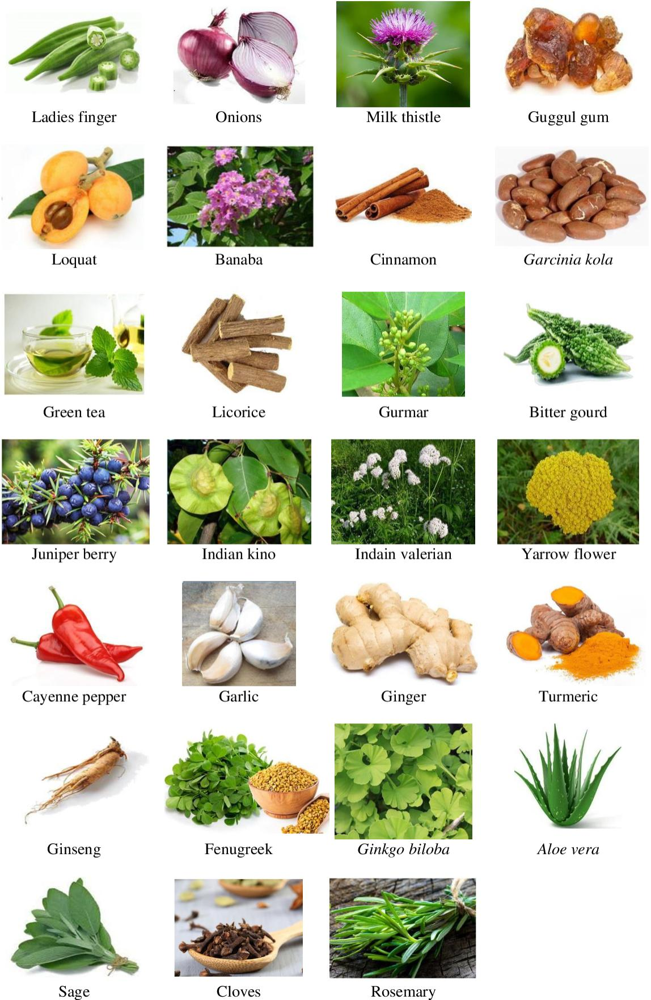 Ladies finger
Onions
Milk thistle
Guggul gum
Loquat
Banaba
Cinnamon
Garcinia kola
Green tea
Licorice
Gurmar
Bitter gourd
Juniper berry
Indian kino
Indain valerian
Yarrow flower
Cayenne pepper
Garlic
Ginger
Turmeric
Ginseng
Fenugreek
Ginkgo biloba
Aloe vera
Sage
Cloves
Rosemary